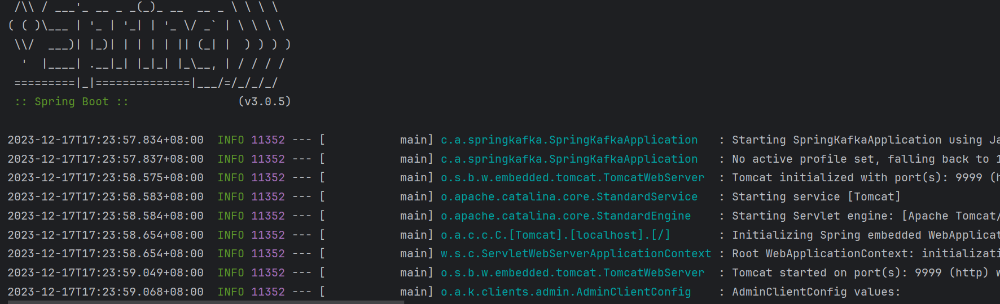 /\\ / ___'_ __ _ _(_)_ __  __ _ \ \ \ \
( ( )\___ | '_ | '_| | '_ \/ _` | \ \ \ \
 \\/  ___)| |_)| | | | | || (_| |  ) ) ) )
  '  |____| .__|_| |_|_| |_\__, | / / / /
 =========|_|==============|___/=/_/_/_/
 :: Spring Boot ::                (v3.0.5)
2023-12-17T17:23:57.834+08:00  INFO 11352 --- [           main] c.a.springkafka.SpringKafkaApplication   : Starting SpringKafkaApplication using Ja
2023-12-17T17:23:57.837+08:00  INFO 11352 --- [           main] c.a.springkafka.SpringKafkaApplication   : No active profile set, falling back to 1
2023-12-17T17:23:58.575+08:00  INFO 11352 --- [           main] o.s.b.w.embedded.tomcat.TomcatWebServer  : Tomcat initialized with port(s): 9999 (h
2023-12-17T17:23:58.583+08:00  INFO 11352 --- [           main] o.apache.catalina.core.StandardService   : Starting service [Tomcat]
2023-12-17T17:23:58.584+08:00  INFO 11352 --- [           main] o.apache.catalina.core.StandardEngine    : Starting Servlet engine: [Apache Tomcat/
2023-12-17T17:23:58.654+08:00  INFO 11352 --- [           main] o.a.c.c.C.[Tomcat].[localhost].[/]       : Initializing Spring embedded WebApplicat
2023-12-17T17:23:58.654+08:00  INFO 11352 --- [           main] w.s.c.ServletWebServerApplicationContext : Root WebApplicationContext: initializati
2023-12-17T17:23:59.049+08:00  INFO 11352 --- [           main] o.s.b.w.embedded.tomcat.TomcatWebServer  : Tomcat started on port(s): 9999 (http) w
2023-12-17T17:23:59.068+08:00  INFO 11352 --- [           main] o.a.k.clients.admin.AdminClientConfig    : AdminClientConfig values: